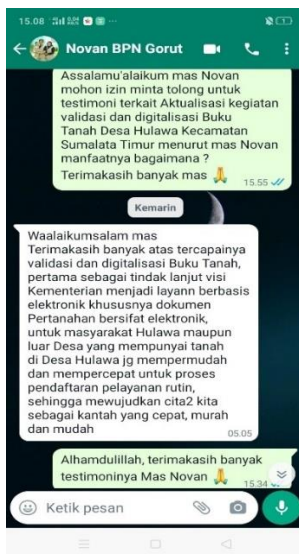 15.08
Novan BPN Gorut
Assalamu'alaikum mas Novan
mohon izin minta tolong untuk
testimoni terkait Aktualisasi kegiatan
validasi dan digitalisasi Buku
Tanah Desa Hulawa Kecamatan
Sumalata Timur menurut mas Novan
manfaatnya bagaimana ?
Terimakasih banyak mas 🙏
15.55
Kemarin
Waalaikumsalam mas
Terimakasih banyak atas tercapainya
validasi dan digitalisasi Buku Tanah,
pertama sebagai tindak lanjut visi
Kementerian menjadi layann berbasis
elektronik khususnya dokumen
Pertanahan bersifat elektronik,
untuk masyarakat Hulawa maupun
luar Desa yang mempunyai tanah
di Desa Hulawa jg mempermudah
dan mempercepat untuk proses
pendaftaran pelayanan rutin,
sehingga mewujudkan cita2 kita
sebagai kantah yang cepat, murah
dan mudah
05.05
Alhamdulillah, terimakasih banyak
testimoninya Mas Novan 🙏
15.34
Ketik pesan